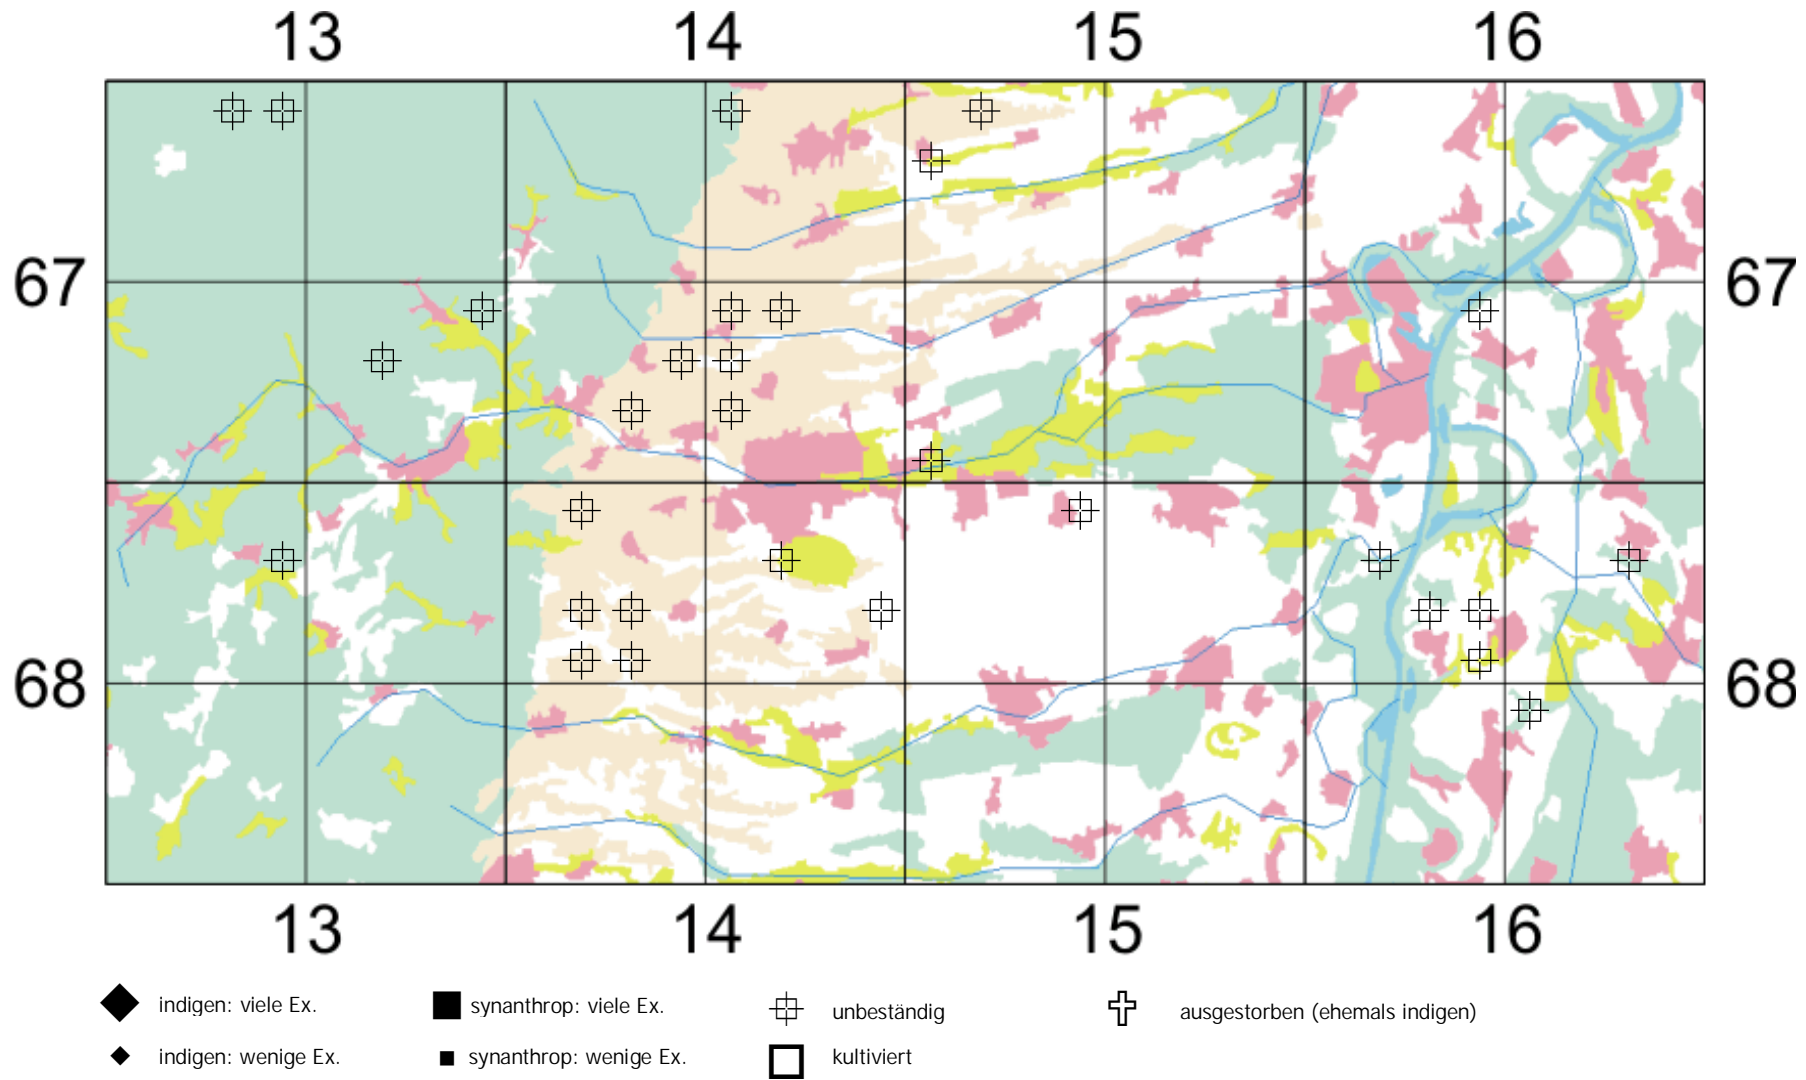 13 14 15 16
67 67
68 68
13 14 15 16
indigen: viele Ex. synanthrop: viele Ex. unbeständig ausgestorben (ehemals indigen)
indigen: wenige Ex. synanthrop: wenige Ex. kultiviert